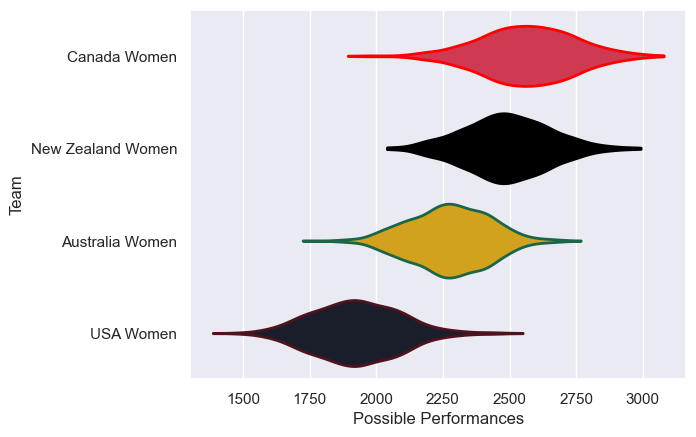 Canada Women
New Zealand Women
Australia Women
USA Women
Team
1500 1750 2000 2250 2500 2750 3000
Possible Performances